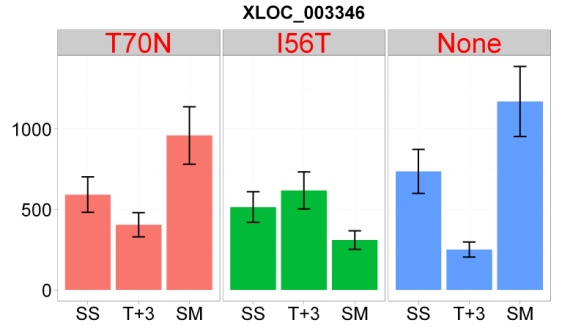 XLOC_003346
T70N I56T None
1000
500
0
SS T+3 SM SS T+3 SM SS T+3 SM